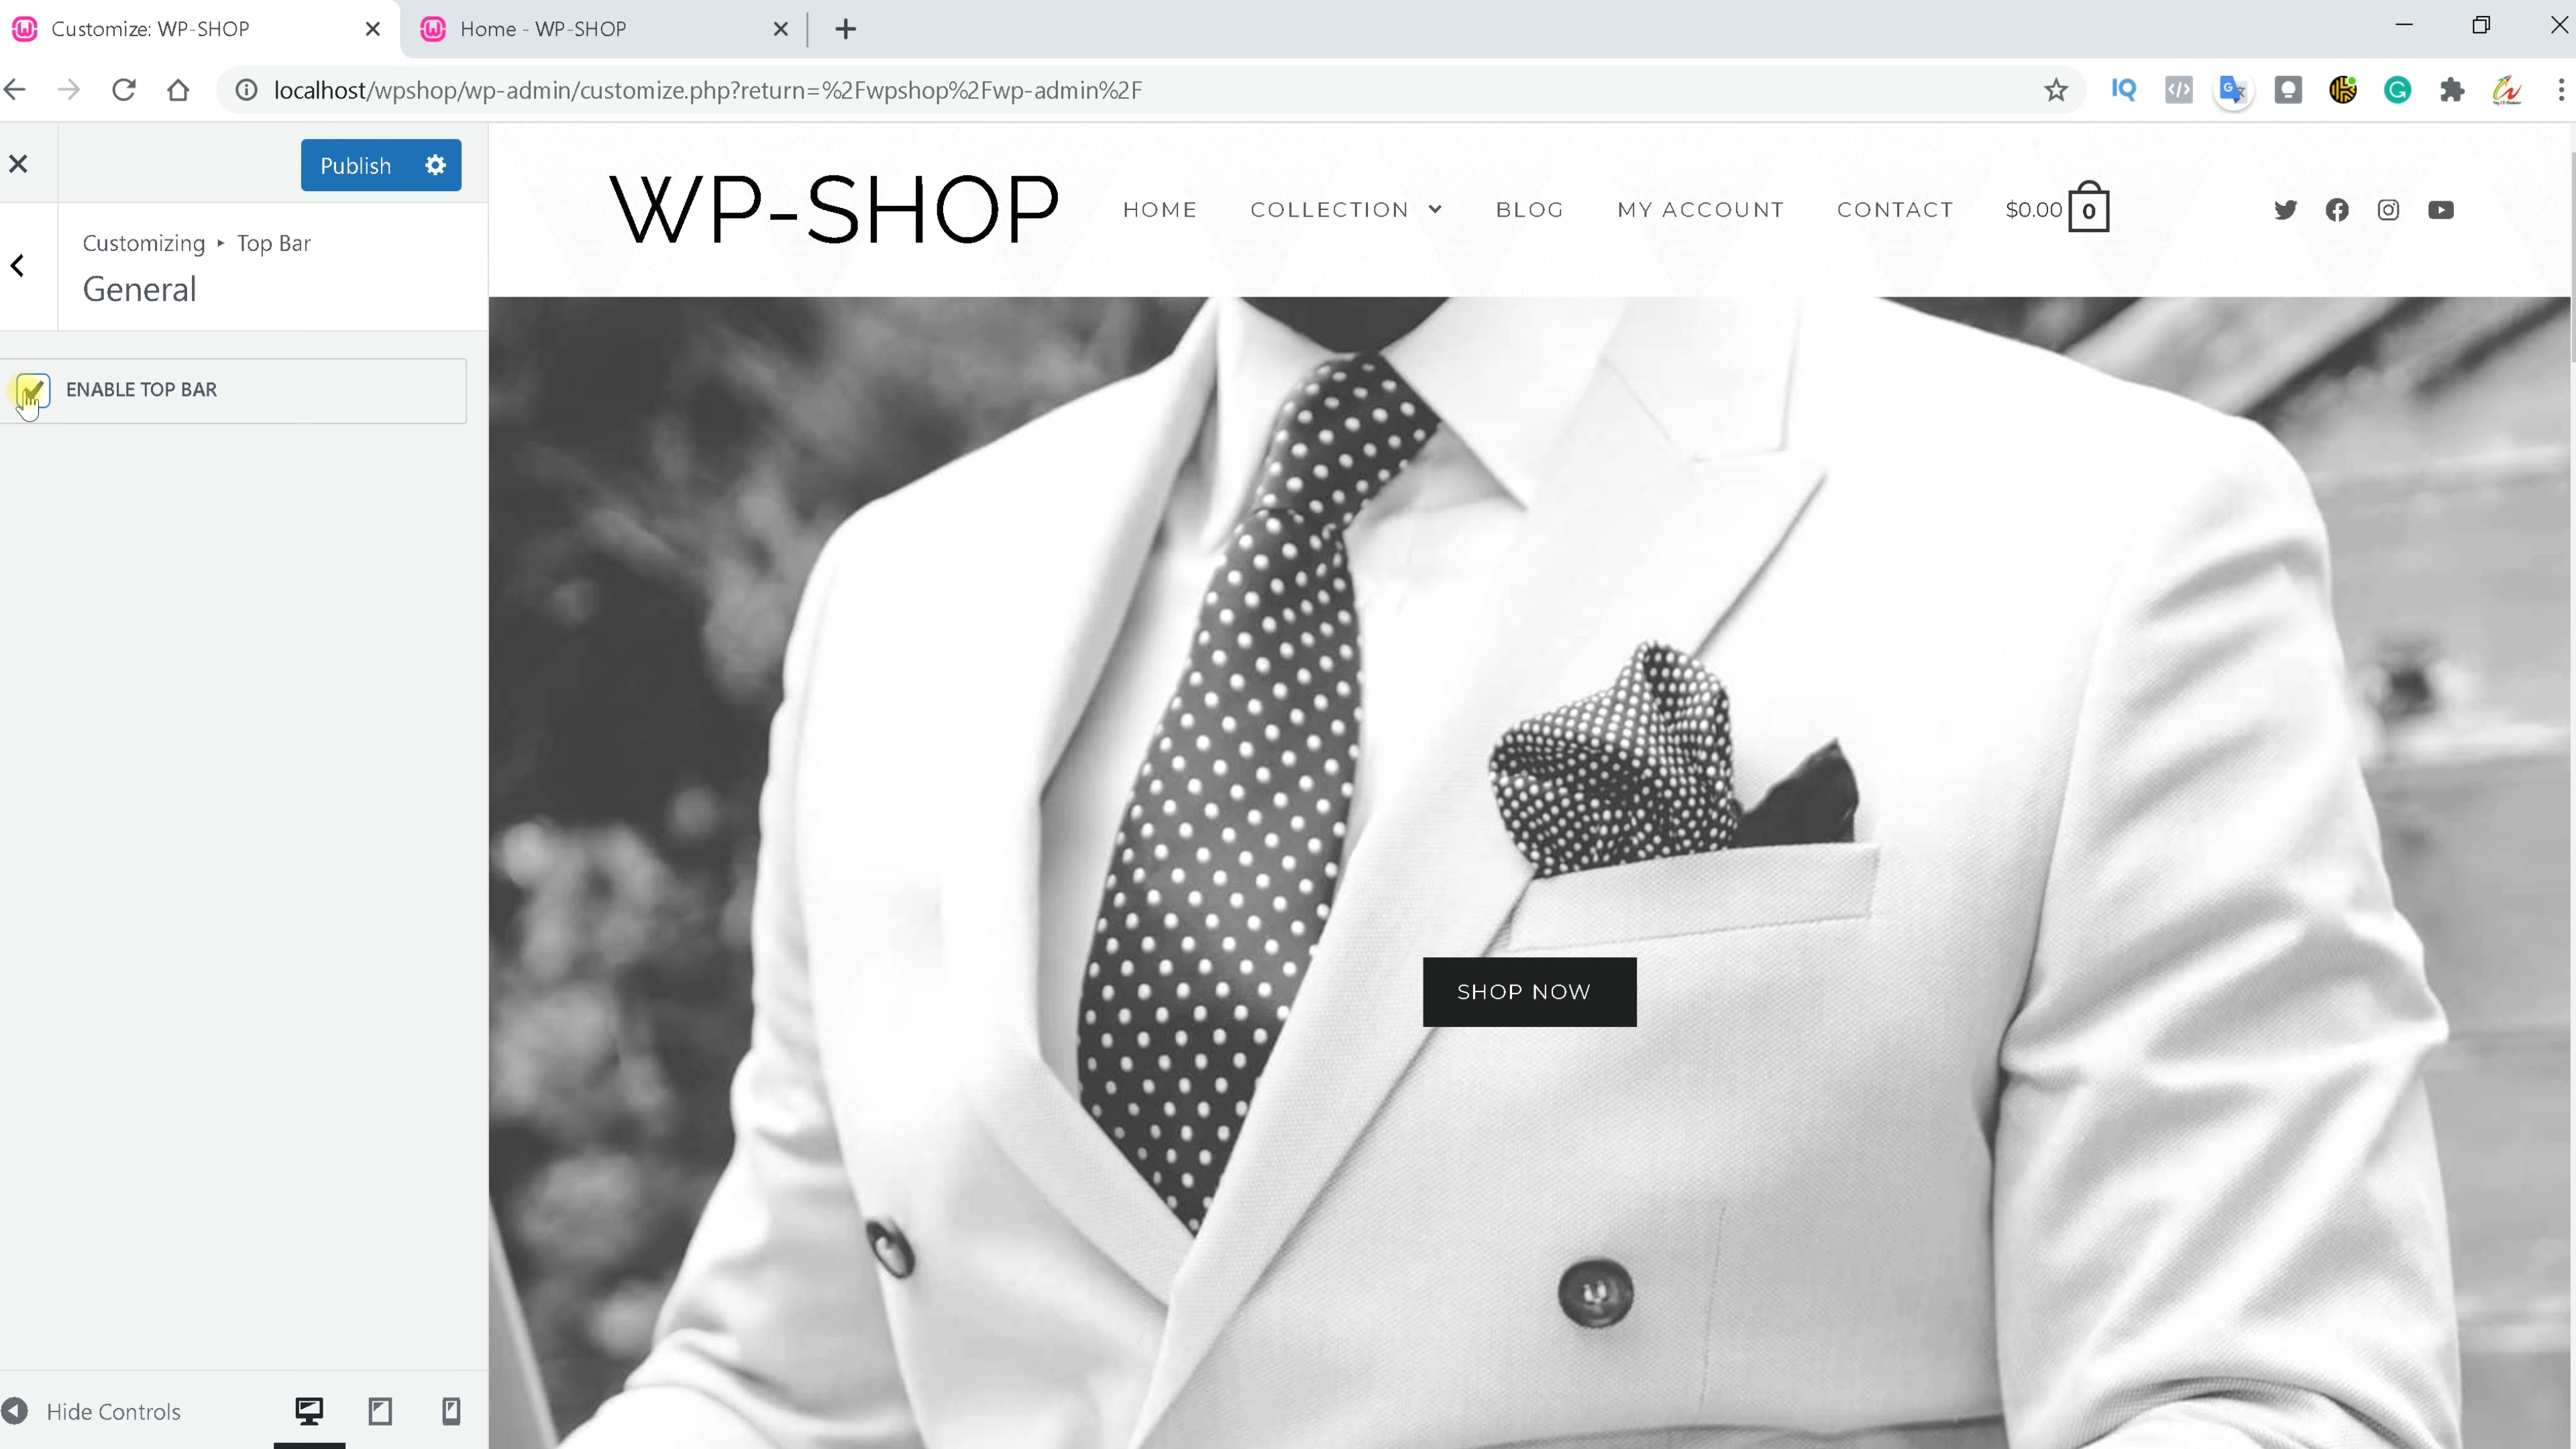 Customize: WP-SHOP
Home - WP-SHOP
localhost/wpshop/wp-admin/customize.php?return=%2Fwpshop%2Fwp-admin%2F
IQ
Publish
Customizing ▸ Top Bar
General
ENABLE TOP BAR
Hide Controls
WP-SHOP
HOME
COLLECTION
BLOG
MY ACCOUNT
CONTACT
$0.00 0
SHOP NOW